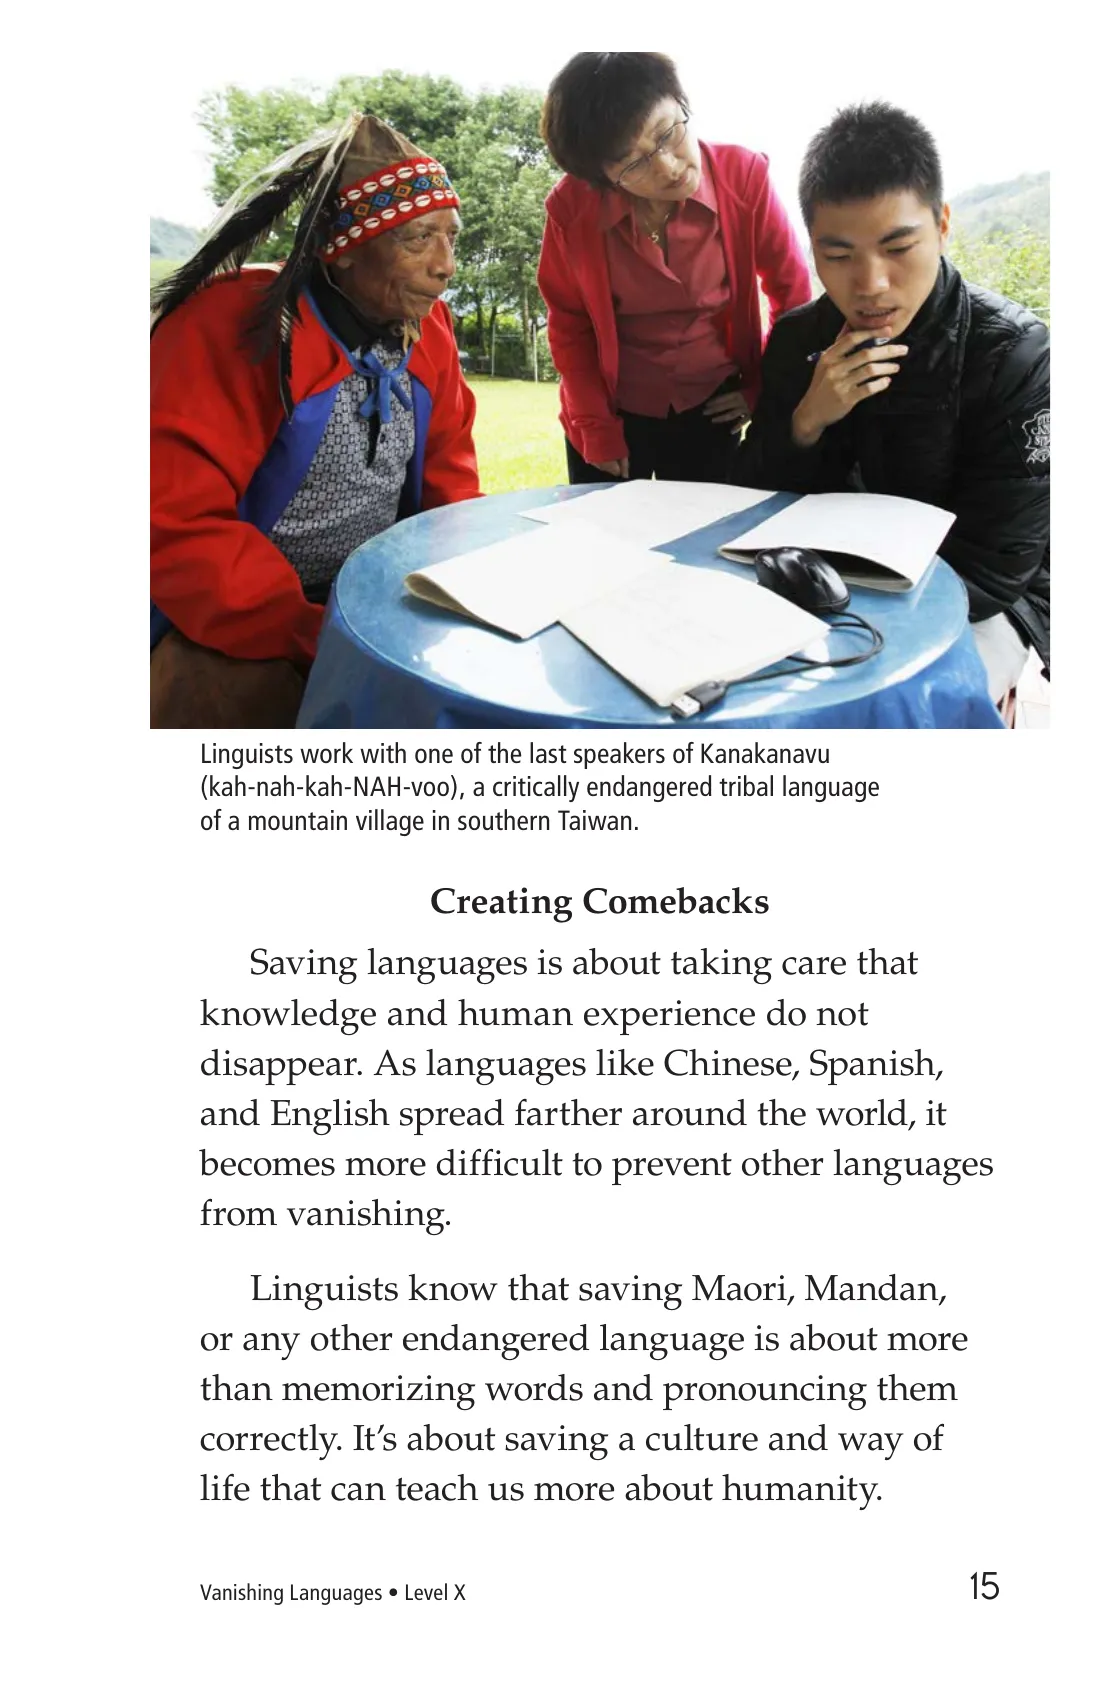 Linguists work with one of the last speakers of Kanakanavu
(kah-nah-kah-NAH-voo), a critically endangered tribal language
of a mountain village in southern Taiwan.
Creating Comebacks
Saving languages is about taking care that
knowledge and human experience do not
disappear. As languages like Chinese, Spanish,
and English spread farther around the world, it
becomes more difficult to prevent other languages
from vanishing.
Linguists know that saving Maori, Mandan,
or any other endangered language is about more
than memorizing words and pronouncing them
correctly. It’s about saving a culture and way of
life that can teach us more about humanity.
Vanishing Languages • Level X
15